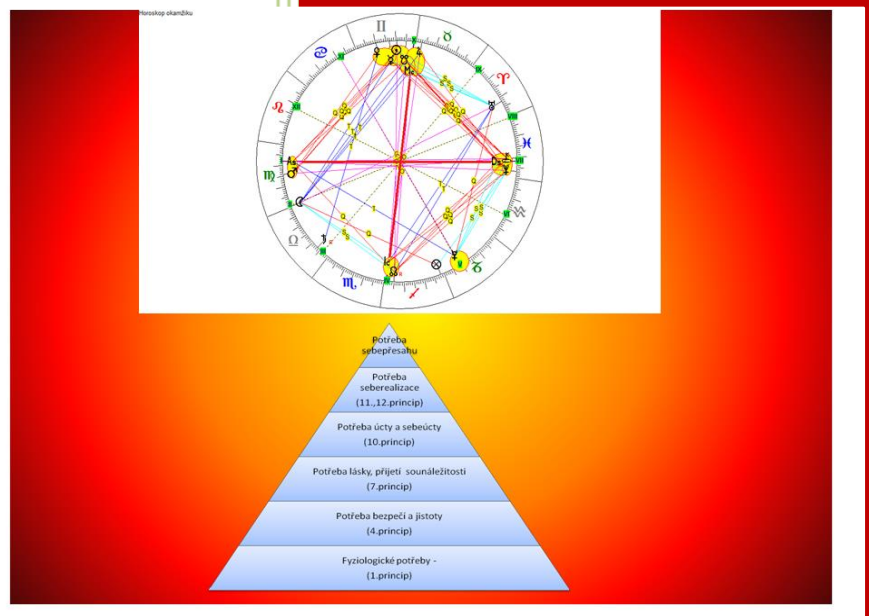 Horoskop okamžiku
Potřeba
sebepřesahu
Potřeba
seberealizace
(11.,12.princip)
Potřeba úcty a sebeúcty
(10.princip)
Potřeba lásky, přijetí sounáležitosti
(7.princip)
Potřeba bezpečí a jistoty
(4.princip)
Fyziologické potřeby -
(1.princip)